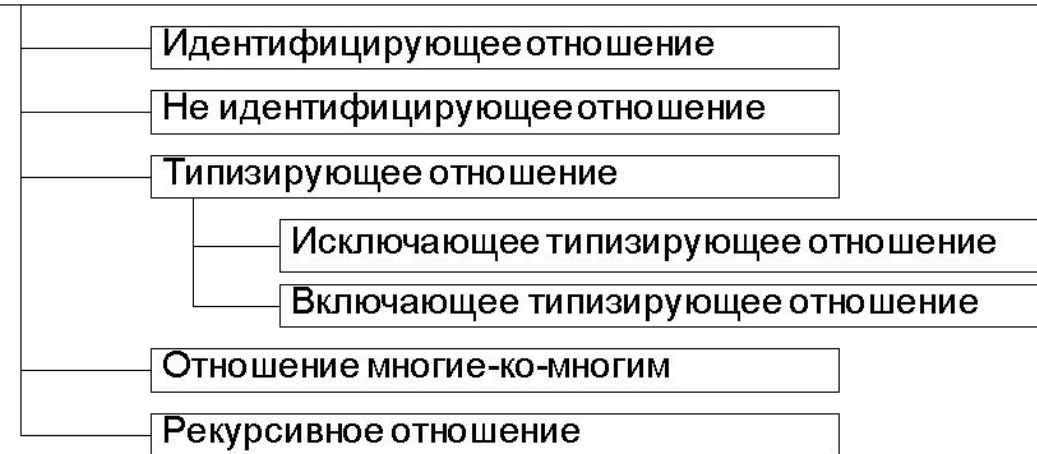 Идентифицирующее отношение
Не идентифицирующее отношение
Типизирующее отношение
Исключающее типизирующее отношение
Включающее типизирующее отношение
Отношение многие-ко-многим
Рекурсивное отношение